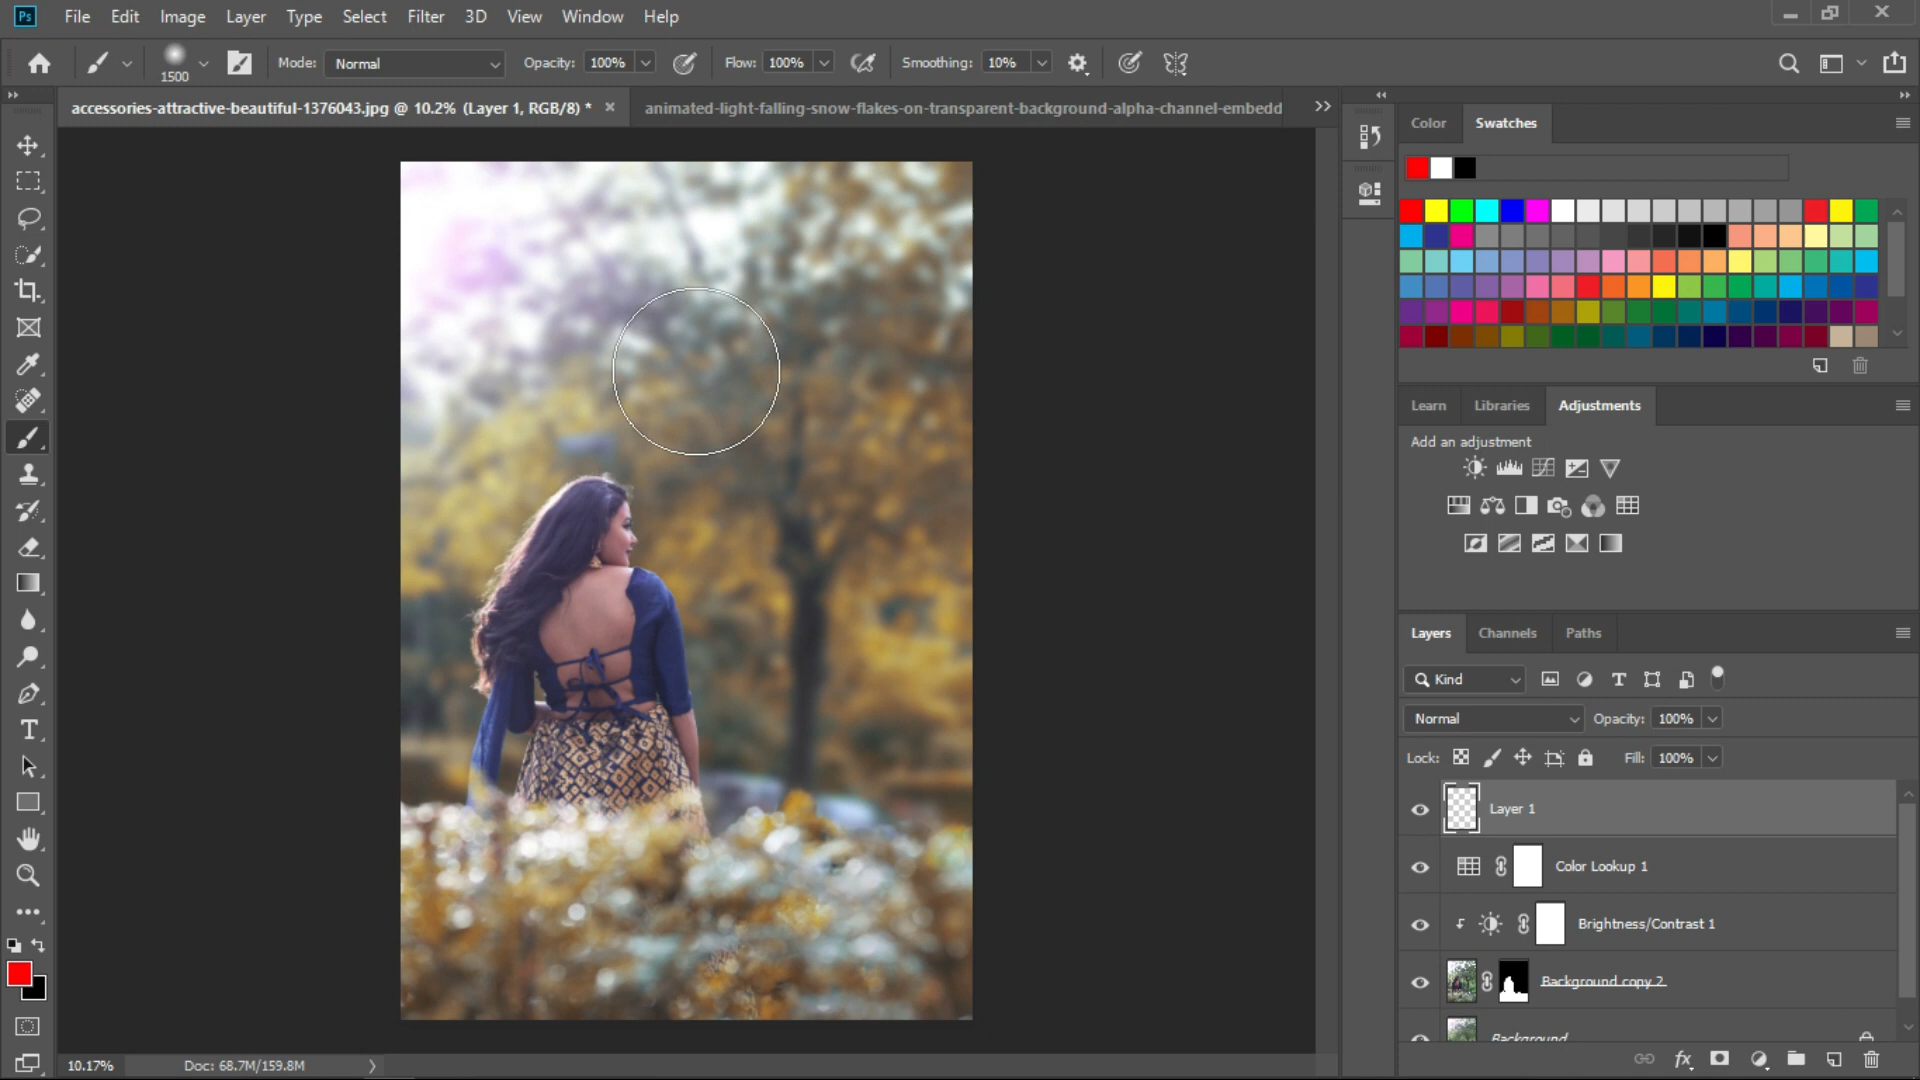 Ps File Edit Image Layer Type Select Filter 3D View Window Help
1500 Mode: Normal Opacity: 100% Flow: 100% Smoothing: 10%
accessories-attractive-beautiful-1376043.jpg @ 10.2% (Layer 1, RGB/8) * × animated-light-falling-snow-flakes-on-transparent-background-alpha-channel-embedd
Color Swatches
Learn Libraries Adjustments
Add an adjustment
Layers Channels Paths
Kind
Normal Opacity: 100%
Lock: Fill: 100%
Layer 1
Color Lookup 1
Brightness/Contrast 1
Background copy 2
Background
fx
10.17% Doc: 68.7M/159.8M